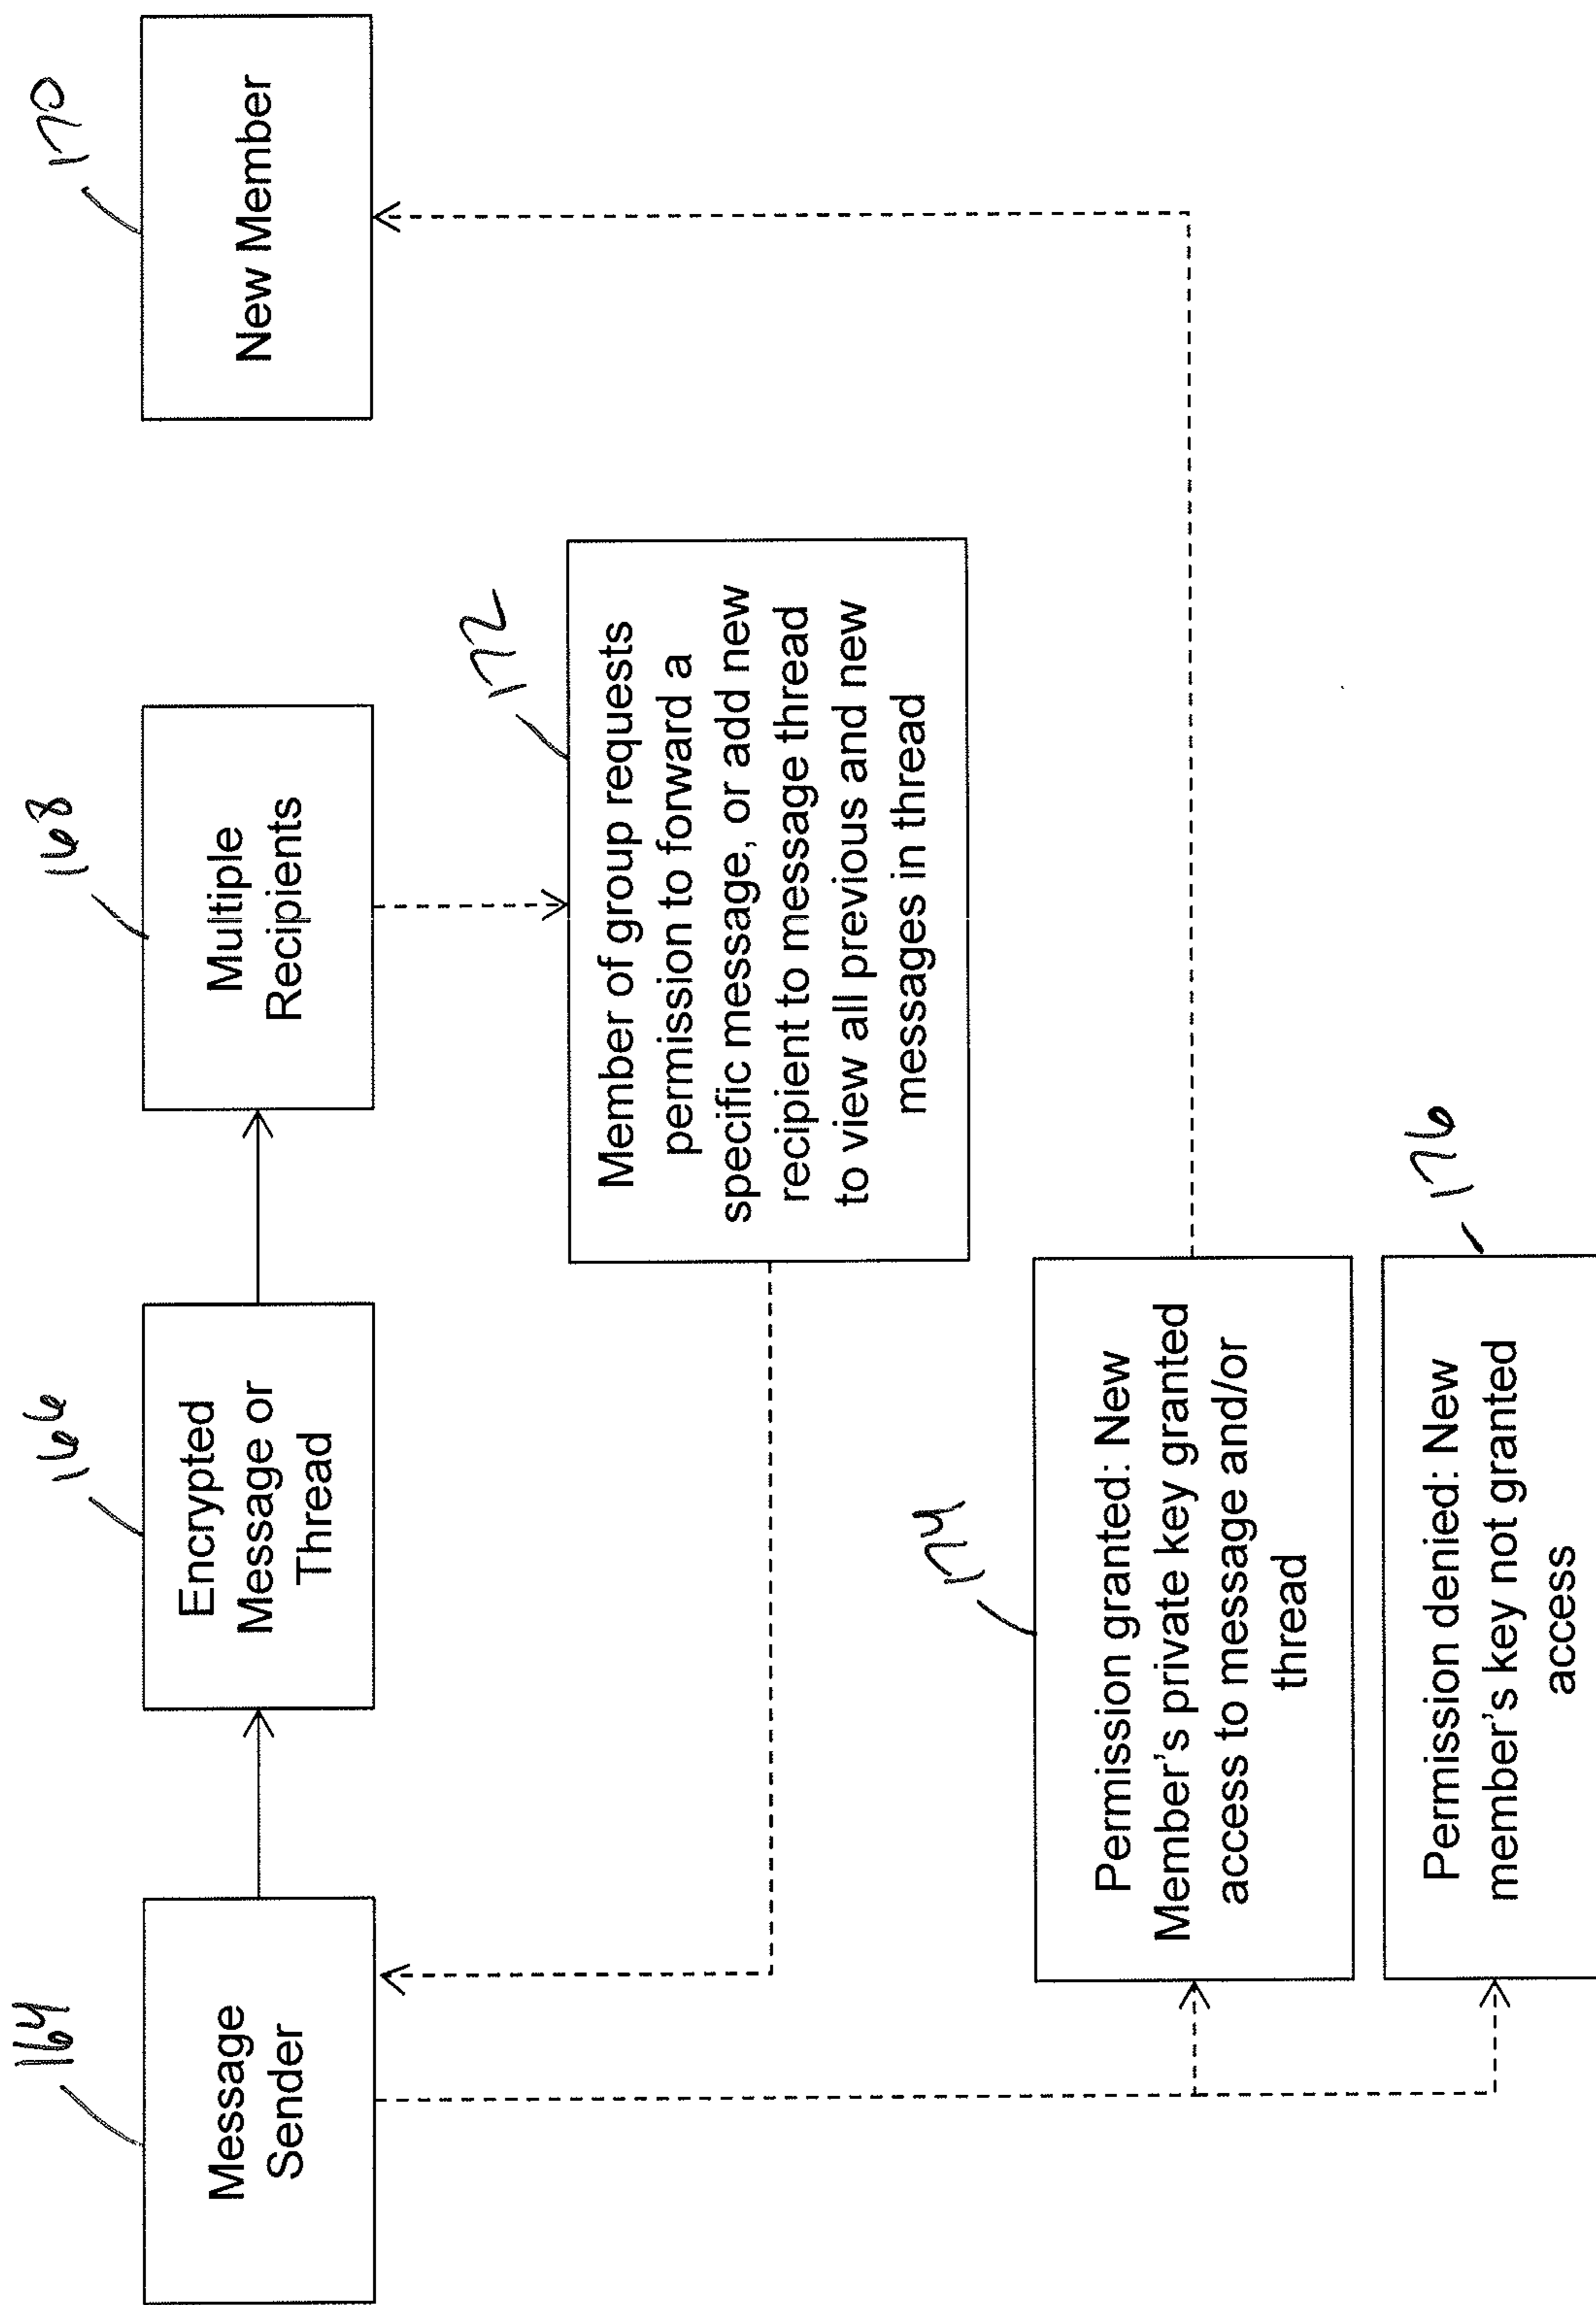 164
Message
Sender
166
Encrypted
Message or
Thread
168
Multiple
Recipients
170
New Member
172
Member of group requests
permission to forward a
specific message, or add new
recipient to message thread
to view all previous and new
messages in thread
174
Permission granted: New
Member's private key granted
access to message and/or
thread
176
Permission denied: New
member's key not granted
access